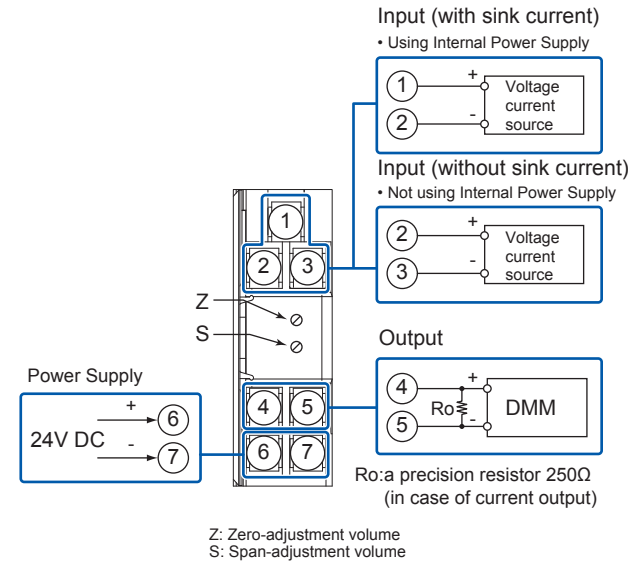 Input (with sink current)
• Using Internal Power Supply
1
+
Voltage
current
source
2
-
Input (without sink current)
• Not using Internal Power Supply
2
+
Voltage
current
source
3
-
1
2 3
Z
S
Output
4
+
Ro
DMM
5
-
Ro:a precision resistor 250Ω
(in case of current output)
Power Supply
24V DC
+
6
-
7
4 5
6 7
Z: Zero-adjustment volume
S: Span-adjustment volume